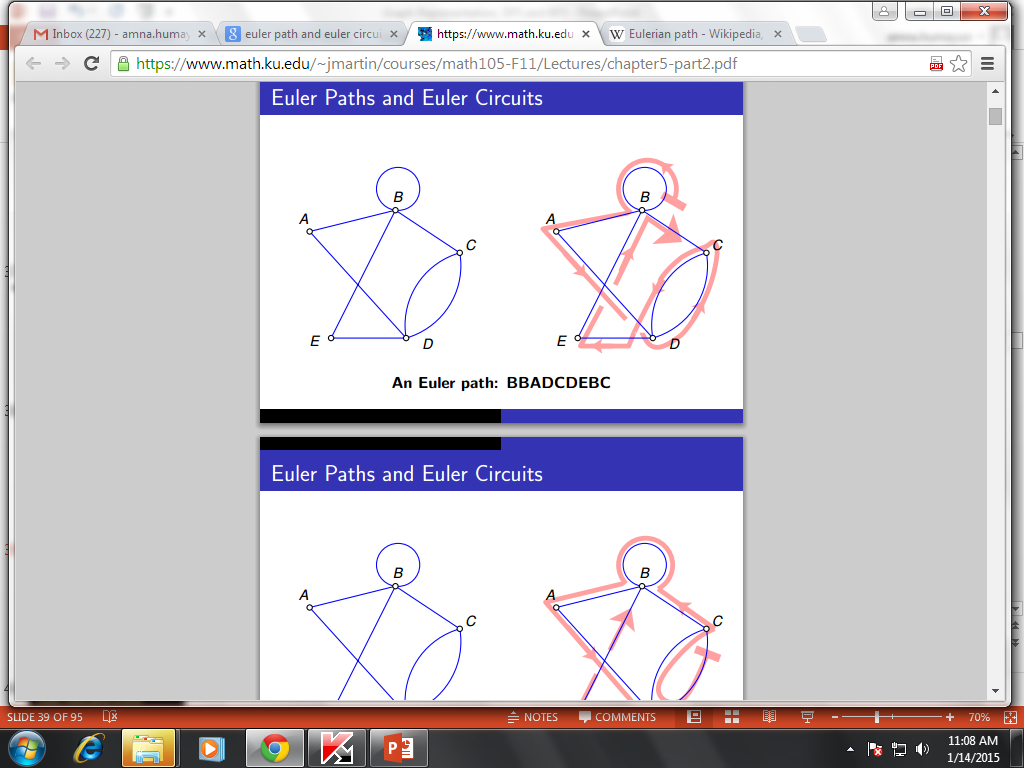 Inbox (227) - amna.humay
euler path and euler circui
https://www.math.ku.edu
Eulerian path - Wikipedia,
https://www.math.ku.edu/~jmartin/courses/math105-F11/Lectures/chapter5-part2.pdf
Euler Paths and Euler Circuits
B
A
C
E
D
B
A
C
E
D
An Euler path: BBADCDEBC
Euler Paths and Euler Circuits
B
A
C
B
A
C
SLIDE 39 OF 95
NOTES
COMMENTS
70%
11:08 AM
1/14/2015